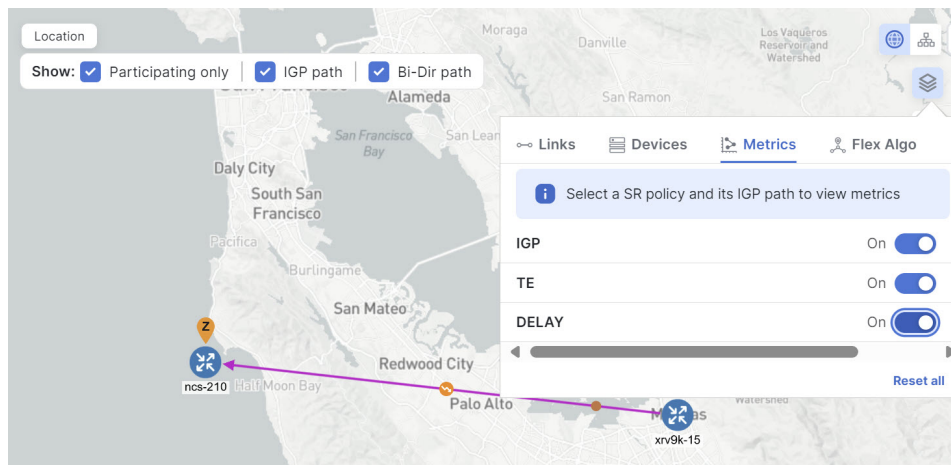 Location
Show: Participating only IGP path Bi-Dir path
Moraga
Danville
Los Vaqueros
Reservoir and
Watershed
Alameda
San Ramon
San Francisco
Bay
San Lean
Links Devices Metrics Flex Algo
i Select a SR policy and its IGP path to view metrics
IGP On
TE On
DELAY On
Reset all
Daly City
South San
Francisco
Pacifica
Burlingame
San Mateo
Z
Redwood City
ncs-210
Half Moon Bay
Palo Alto
Watershed
xrv9k-15